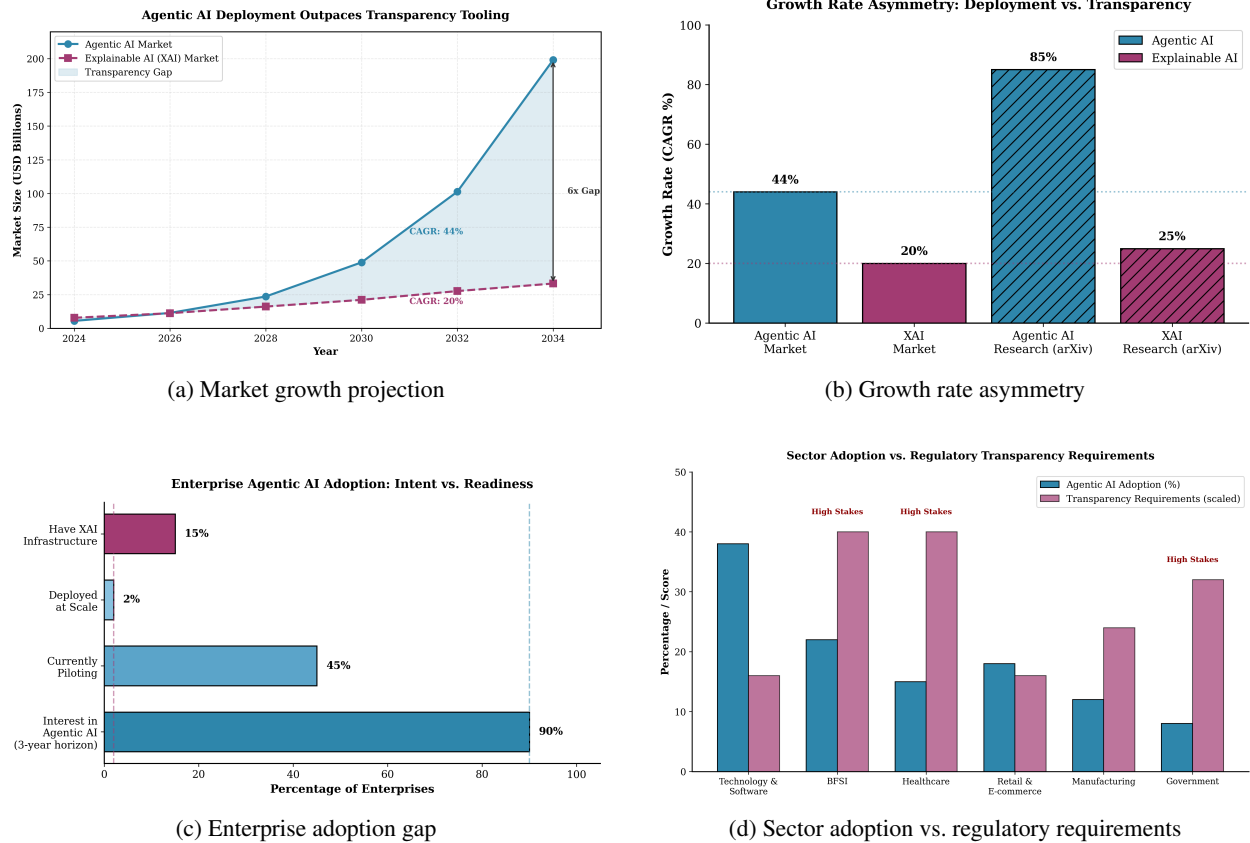 Agentic AI Deployment Outpaces Transparency Tooling
Agentic AI Market
Explainable AI (XAI) Market
Transparency Gap
Market Size (USD Billions)
200
175
150
125
100
75
50
25
0
6x Gap
CAGR: 44%
CAGR: 20%
2024
2026
2028
2030
2032
2034
Year
(a) Market growth projection
Growth Rate Asymmetry: Deployment vs. Transparency
Agentic AI
Explainable AI
Growth Rate (CAGR %)
100
80
60
40
20
0
44%
20%
85%
25%
Agentic AI
Market
XAI
Market
Agentic AI
Research (arXiv)
XAI
Research (arXiv)
(b) Growth rate asymmetry
Enterprise Agentic AI Adoption: Intent vs. Readiness
Have XAI
Infrastructure
15%
Deployed
at Scale
2%
Currently
Piloting
45%
Interest in
Agentic AI
(3-year horizon)
90%
0
20
40
60
80
100
Percentage of Enterprises
(c) Enterprise adoption gap
Sector Adoption vs. Regulatory Transparency Requirements
Agentic AI Adoption (%)
Transparency Requirements (scaled)
Percentage / Score
50
40
30
20
10
0
High Stakes
High Stakes
High Stakes
Technology &
Software
BFSI
Healthcare
Retail &
E-commerce
Manufacturing
Government
(d) Sector adoption vs. regulatory requirements